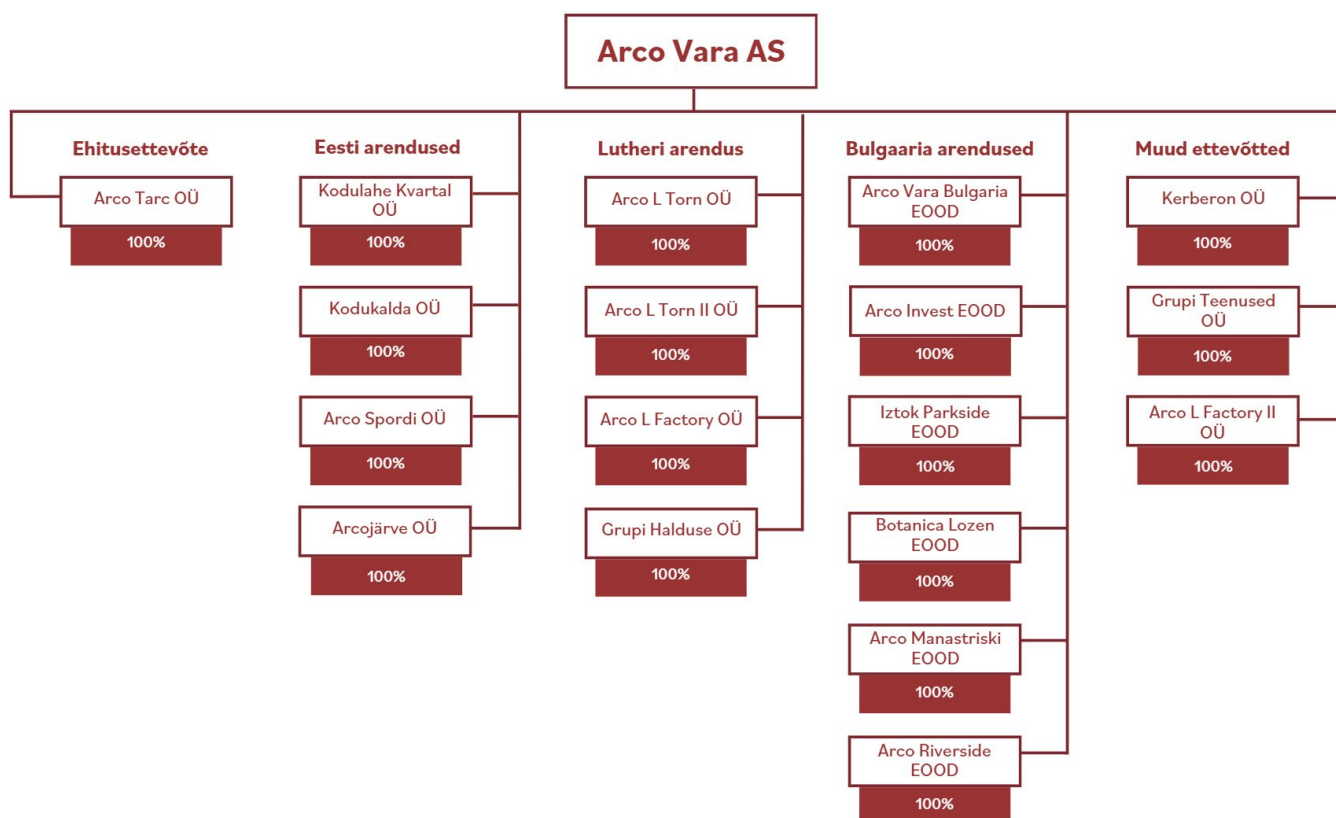 Arco Vara AS
Ehitusettevõte
Arco Tarc OÜ
100%
Eesti arendused
Kodulahe Kvartal
OÜ
100%
Kodukalda OÜ
100%
Arco Spordi OÜ
100%
Arcojärve OÜ
100%
Lutheri arendus
Arco L Torn OÜ
100%
Arco L Torn II OÜ
100%
Arco L Factory OÜ
100%
Grupi Halduse OÜ
100%
Bulgaaria arendused
Arco Vara Bulgaria
EOOD
100%
Arco Invest EOOD
100%
Iztok Parkside
EOOD
100%
Botanica Lozen
EOOD
100%
Arco Manastriski
EOOD
100%
Arco Riverside
EOOD
100%
Muud ettevõtted
Kerberon OÜ
100%
Grupi Teenused
OÜ
100%
Arco L Factory II
OÜ
100%